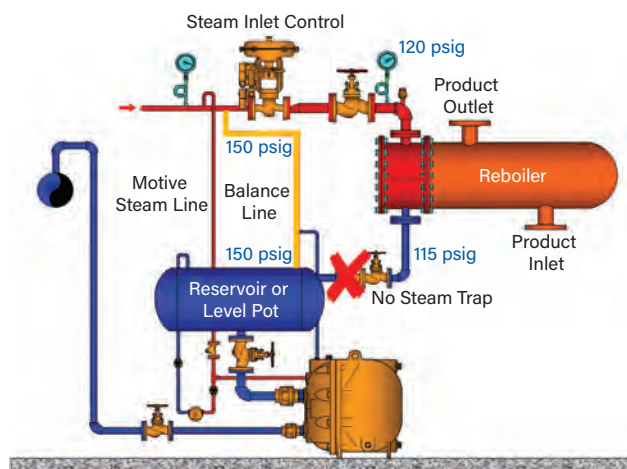 Steam Inlet Control
120 psig
Product
Outlet
150 psig
Motive
Steam Line
Balance
Line
Reboiler
150 psig
115 psig
Product
Inlet
Reservoir or
Level Pot
No Steam Trap